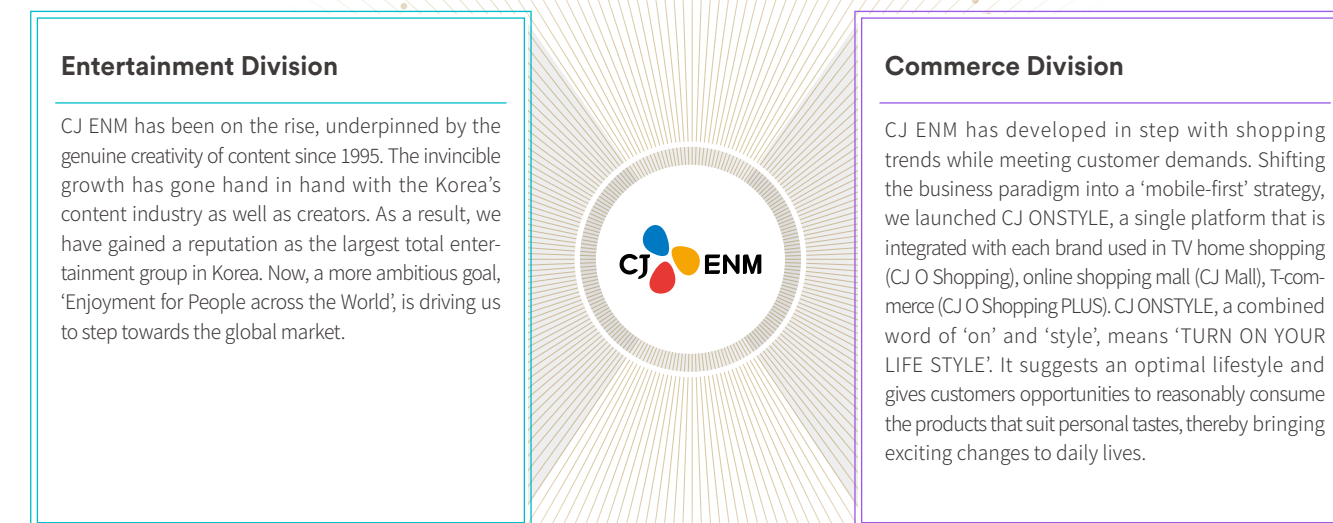 Entertainment Division
CJ ENM has been on the rise, underpinned by the
genuine creativity of content since 1995. The invincible
growth has gone hand in hand with the Korea’s
content industry as well as creators. As a result, we
have gained a reputation as the largest total enter-
tainment group in Korea. Now, a more ambitious goal,
‘Enjoyment for People across the World’, is driving us
to step towards the global market.
CJ ENM
Commerce Division
CJ ENM has developed in step with shopping
trends while meeting customer demands. Shifting
the business paradigm into a ‘mobile-first’ strategy,
we launched CJ ONSTYLE, a single platform that is
integrated with each brand used in TV home shopping
(CJ O Shopping), online shopping mall (CJ Mall), T-com-
merce (CJ O Shopping PLUS). CJ ONSTYLE, a combined
word of ‘on’ and ‘style’, means ‘TURN ON YOUR
LIFE STYLE’. It suggests an optimal lifestyle and
gives customers opportunities to reasonably consume
the products that suit personal tastes, thereby bringing
exciting changes to daily lives.